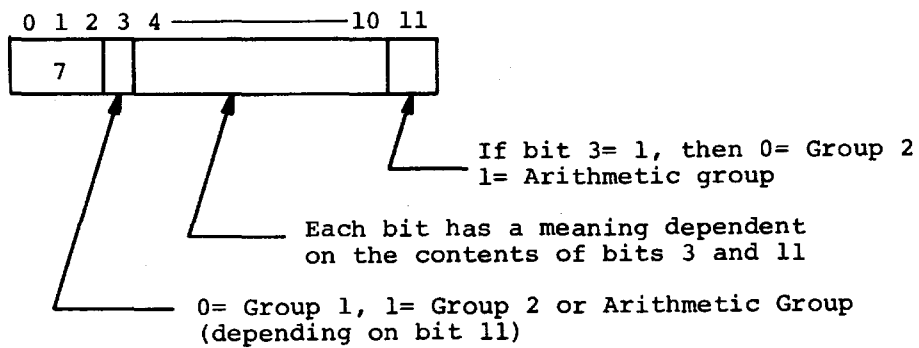 0 1 2 3 4 10 11
7
If bit 3= 1, then 0= Group 2
1= Arithmetic group
Each bit has a meaning dependent
on the contents of bits 3 and 11
0= Group 1, 1= Group 2 or Arithmetic Group
(depending on bit 11)